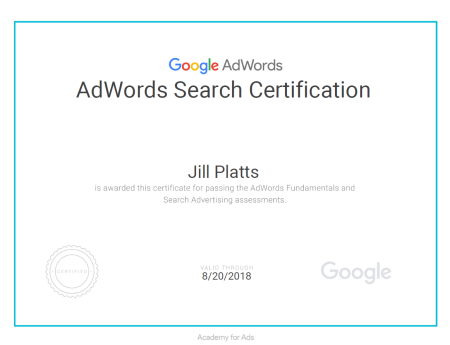 Google AdWords
AdWords Search Certification
Jill Platts
is awarded this certificate for passing the AdWords Fundamentals and
Search Advertising assessments.
CERTIFIED
VALID THROUGH
8/20/2018
Google
Academy for Ads